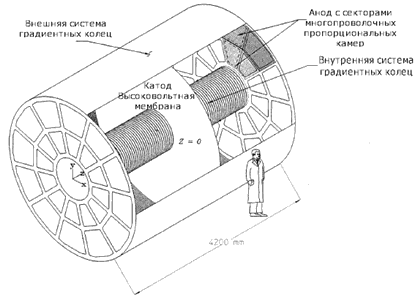 Внешняя система
градиентных колец
Анод с секторами
многопроволочных
пропорциональных
камер
Внутренняя система
градиентных колец
Катод
Высоковольтная
мембрана
Z = 0
y
z
x
4200 mm